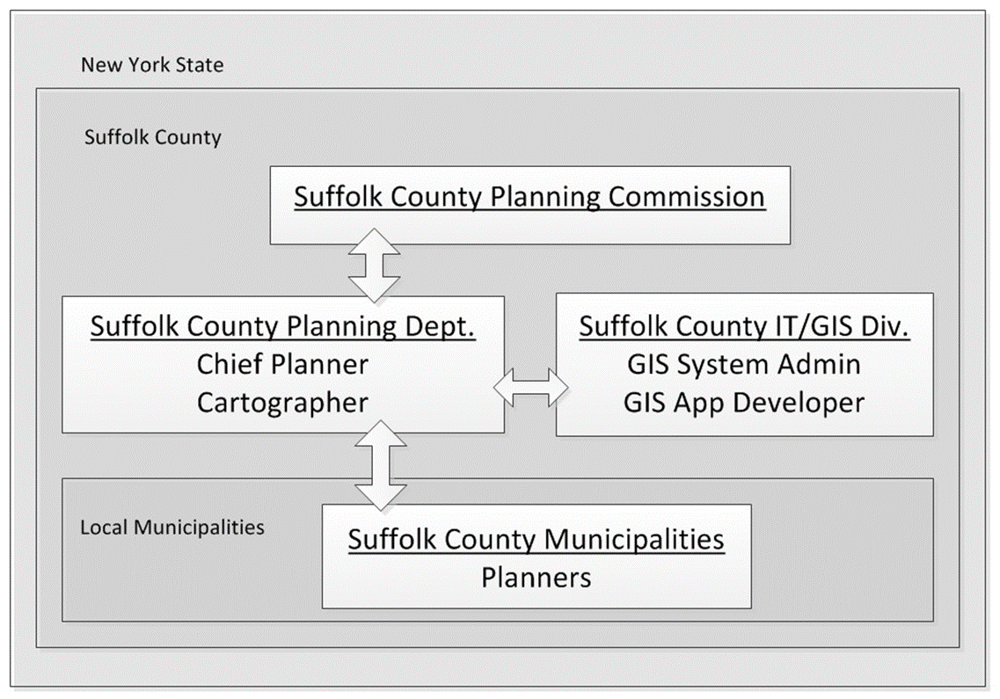 New York State
Suffolk County
Suffolk County Planning Commission
Suffolk County Planning Dept.
Chief Planner
Cartographer
Suffolk County IT/GIS Div.
GIS System Admin
GIS App Developer
Local Municipalities
Suffolk County Municipalities
Planners